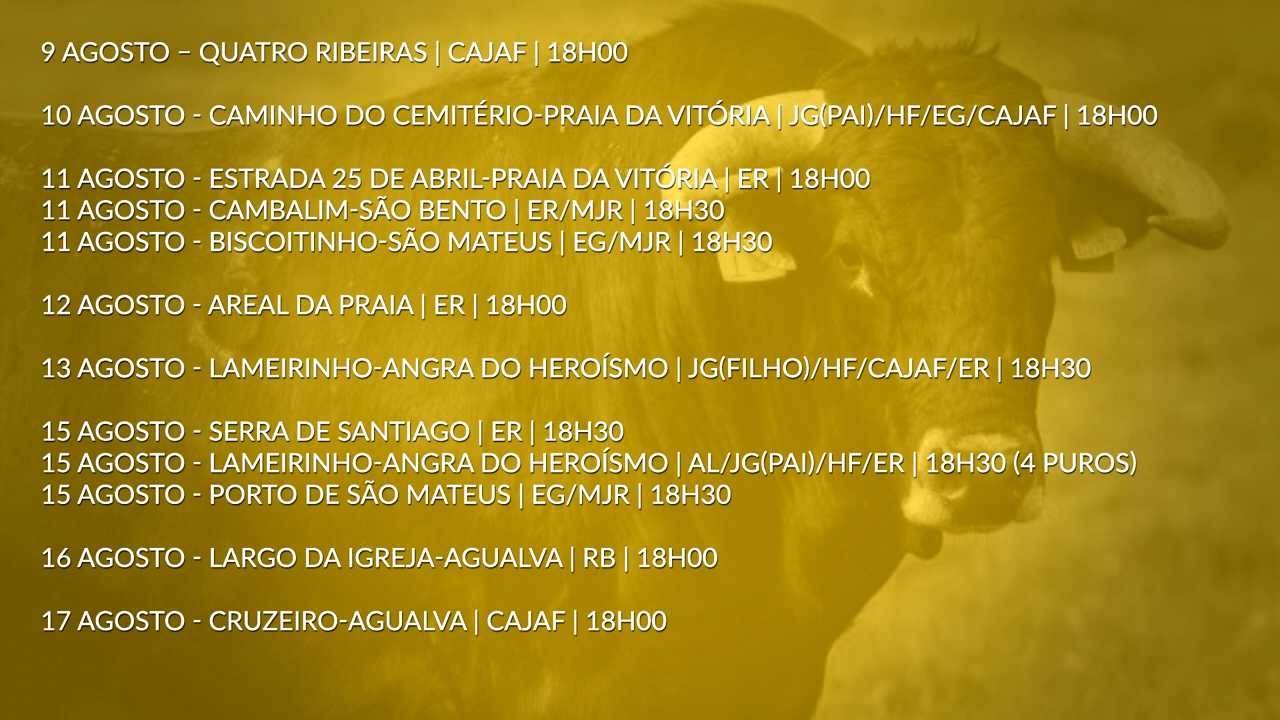 9 AGOSTO – QUATRO RIBEIRAS | CAJAF | 18H00
10 AGOSTO - CAMINHO DO CEMITÉRIO-PRAIA DA VITÓRIA | JG(PAI)/HF/EG/CAJAF | 18H00
11 AGOSTO - ESTRADA 25 DE ABRIL-PRAIA DA VITÓRIA | ER | 18H00
11 AGOSTO - CAMBALIM-SÃO BENTO | ER/MJR | 18H30
11 AGOSTO - BISCOITINHO-SÃO MATEUS | EG/MJR | 18H30
12 AGOSTO - AREAL DA PRAIA | ER | 18H00
13 AGOSTO - LAMEIRINHO-ANGRA DO HEROÍSMO | JG(FILHO)/HF/CAJAF/ER | 18H30
15 AGOSTO - SERRA DE SANTIAGO | ER | 18H30
15 AGOSTO - LAMEIRINHO-ANGRA DO HEROÍSMO | AL/JG(PAI)/HF/ER | 18H30 (4 PUROS)
15 AGOSTO - PORTO DE SÃO MATEUS | EG/MJR | 18H30
16 AGOSTO - LARGO DA IGREJA-AGUALVA | RB | 18H00
17 AGOSTO - CRUZEIRO-AGUALVA | CAJAF | 18H00